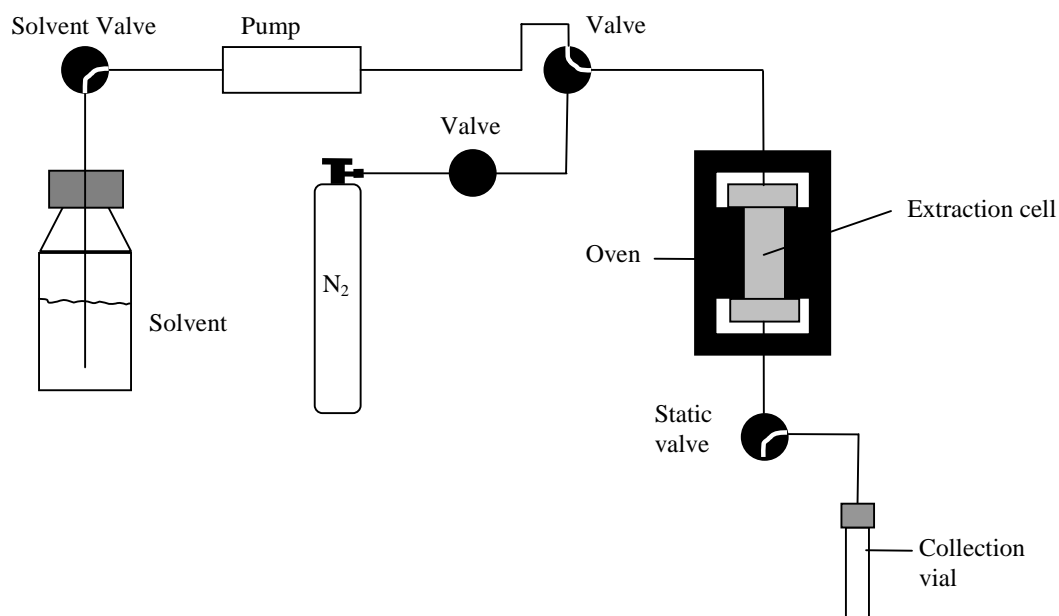 Solvent Valve
Pump
Valve
Valve
Extraction cell
Oven
N₂
Solvent
Static
valve
Collection
vial